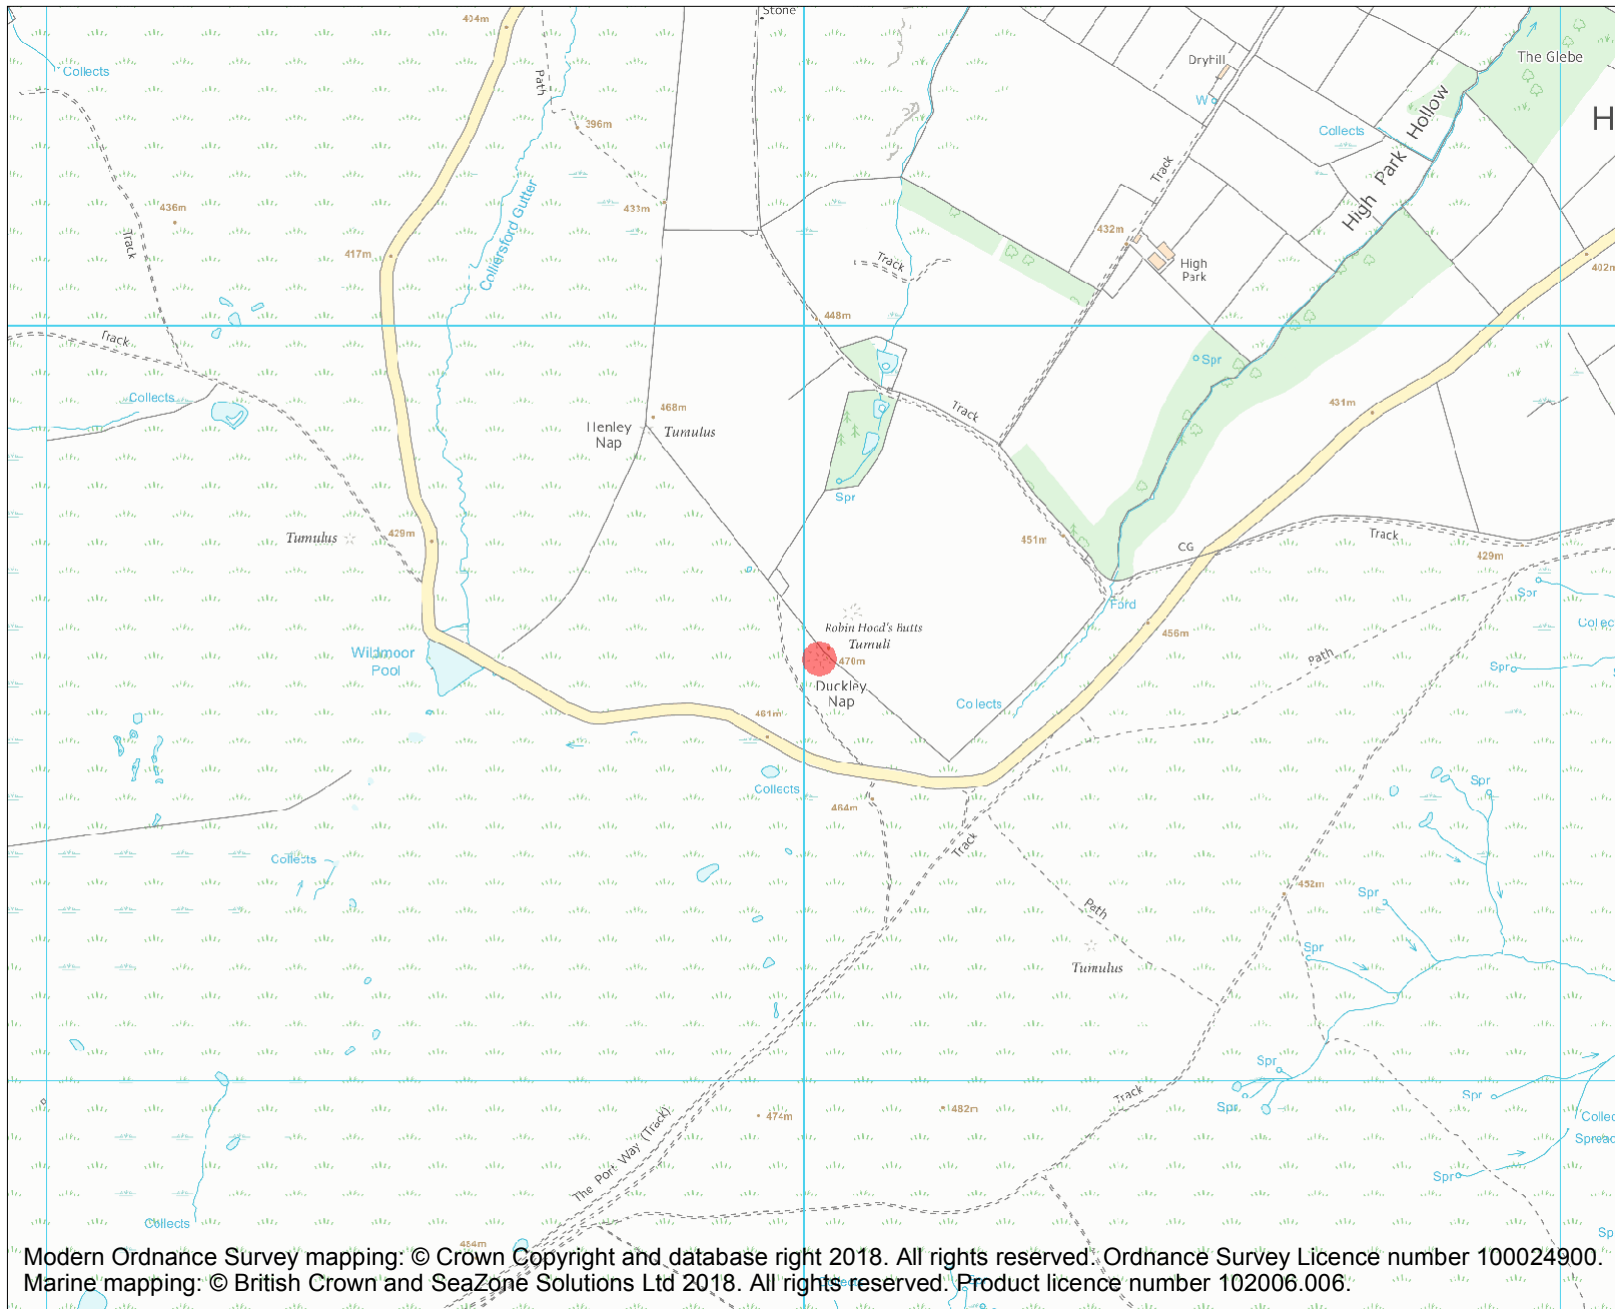 Stone
404m
The Glebe
Collects
DryHill
Path
W
396m
Collects
High Park Hollow
H
Track
436m
433m
Colliersford Gutter
432m
Track
417m
Track
High
Park
402m
448m
Track
Spr
Collects
431m
468m
Track
Henley
Nap
Tumulus
Spr
Tumulus
429m
451m
CG
Track
429m
Spr
Ford
Robin Hood's Butts
Tumuli
456m
Wildmoor
Pool
470m
Path
Spr
Duckley
Nap
Collects
461m
Collects
Spr
464m
Track
Collects
452m
Spr
Path
Spr
Tumulus
Spr
Track
Spr
Spr
474m
482m
The Port Way (Track)
Spr
Collects
484m
Modern Ordnance Survey mapping: © Crown Copyright and database right 2018. All rights reserved. Ordnance Survey Licence number 100024900.
Marine mapping: © British Crown and SeaZone Solutions Ltd 2018. All rights reserved. Product licence number 102006.006.